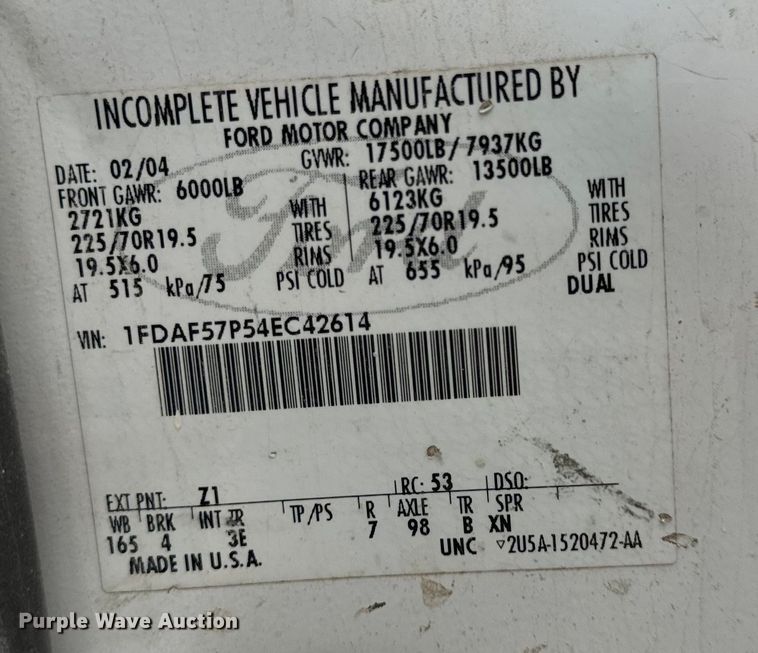 INCOMPLETE VEHICLE MANUFACTURED BY
FORD MOTOR COMPANY
DATE: 02/04 GVWR: 17500LB/7937KG
FRONT GAWR: 6000LB REAR GAWR: 13500LB
2721KG WITH 6123KG WITH
225/70R19.5 TIRES 225/70R19.5 TIRES
19.5X6.0 RIMS 19.5X6.0 RIMS
AT 515 kPa/75 PSI COLD AT 655 kPa/95 PSI COLD
DUAL
Ford
VIN: 1FDAF57P54EC42614
EXT PNT: Z1 RC: 53 DSO:
WB BRK INT TR TP/PS R AXLE TR SPR
165 4 3E 7 98 B XN
MADE IN U.S.A. UNC ▽2U5A-1520472-AA
Purple Wave Auction